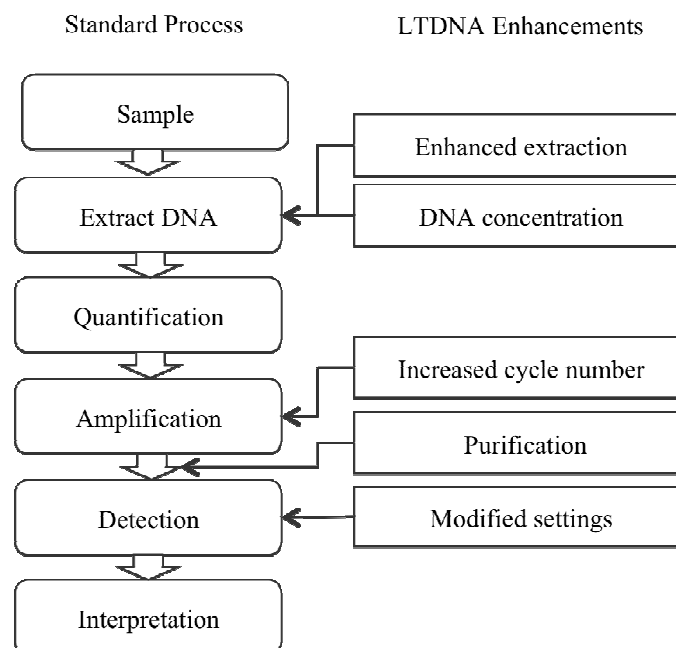 Standard Process
LTDNA Enhancements
Sample
Enhanced extraction
Extract DNA
DNA concentration
Quantification
Increased cycle number
Amplification
Purification
Detection
Modified settings
Interpretation